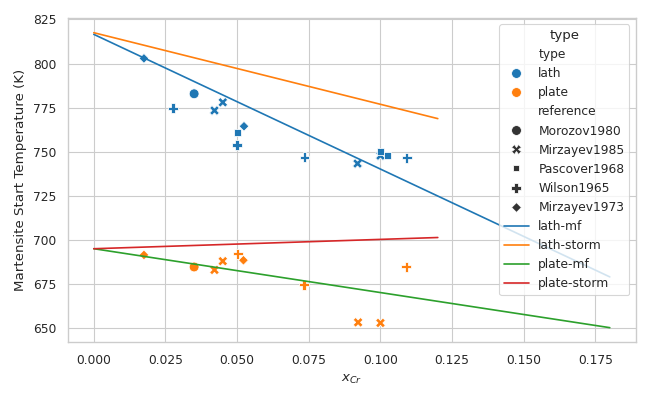 825
800
775
750
725
700
675
650
Martensite Start Temperature (K)
0.000 0.025 0.050 0.075 0.100 0.125 0.150 0.175
x_{Cr}
type
type
lath
plate
reference
Morozov1980
Mirzayev1985
Pascover1968
Wilson1965
Mirzayev1973
lath-mf
lath-storm
plate-mf
plate-storm